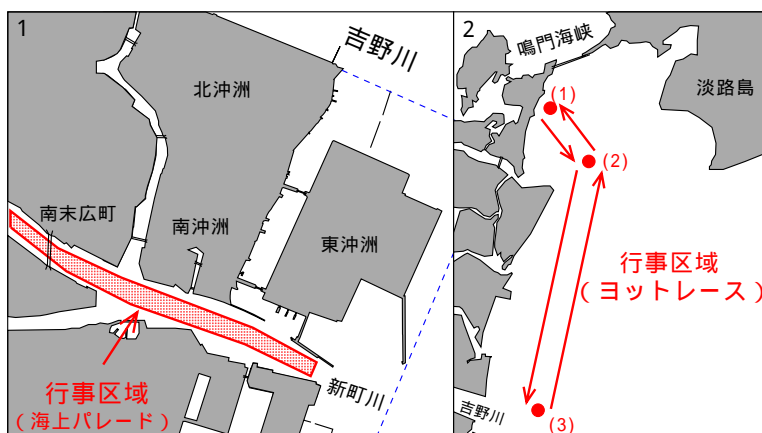 1
吉野川
北沖洲
南末広町
南沖洲
東沖洲
行事区域
(海上パレード)
新町川
2
鳴門海峡
淡路島
(1)
(2)
行事区域
(ヨットレース)
吉野川
(3)